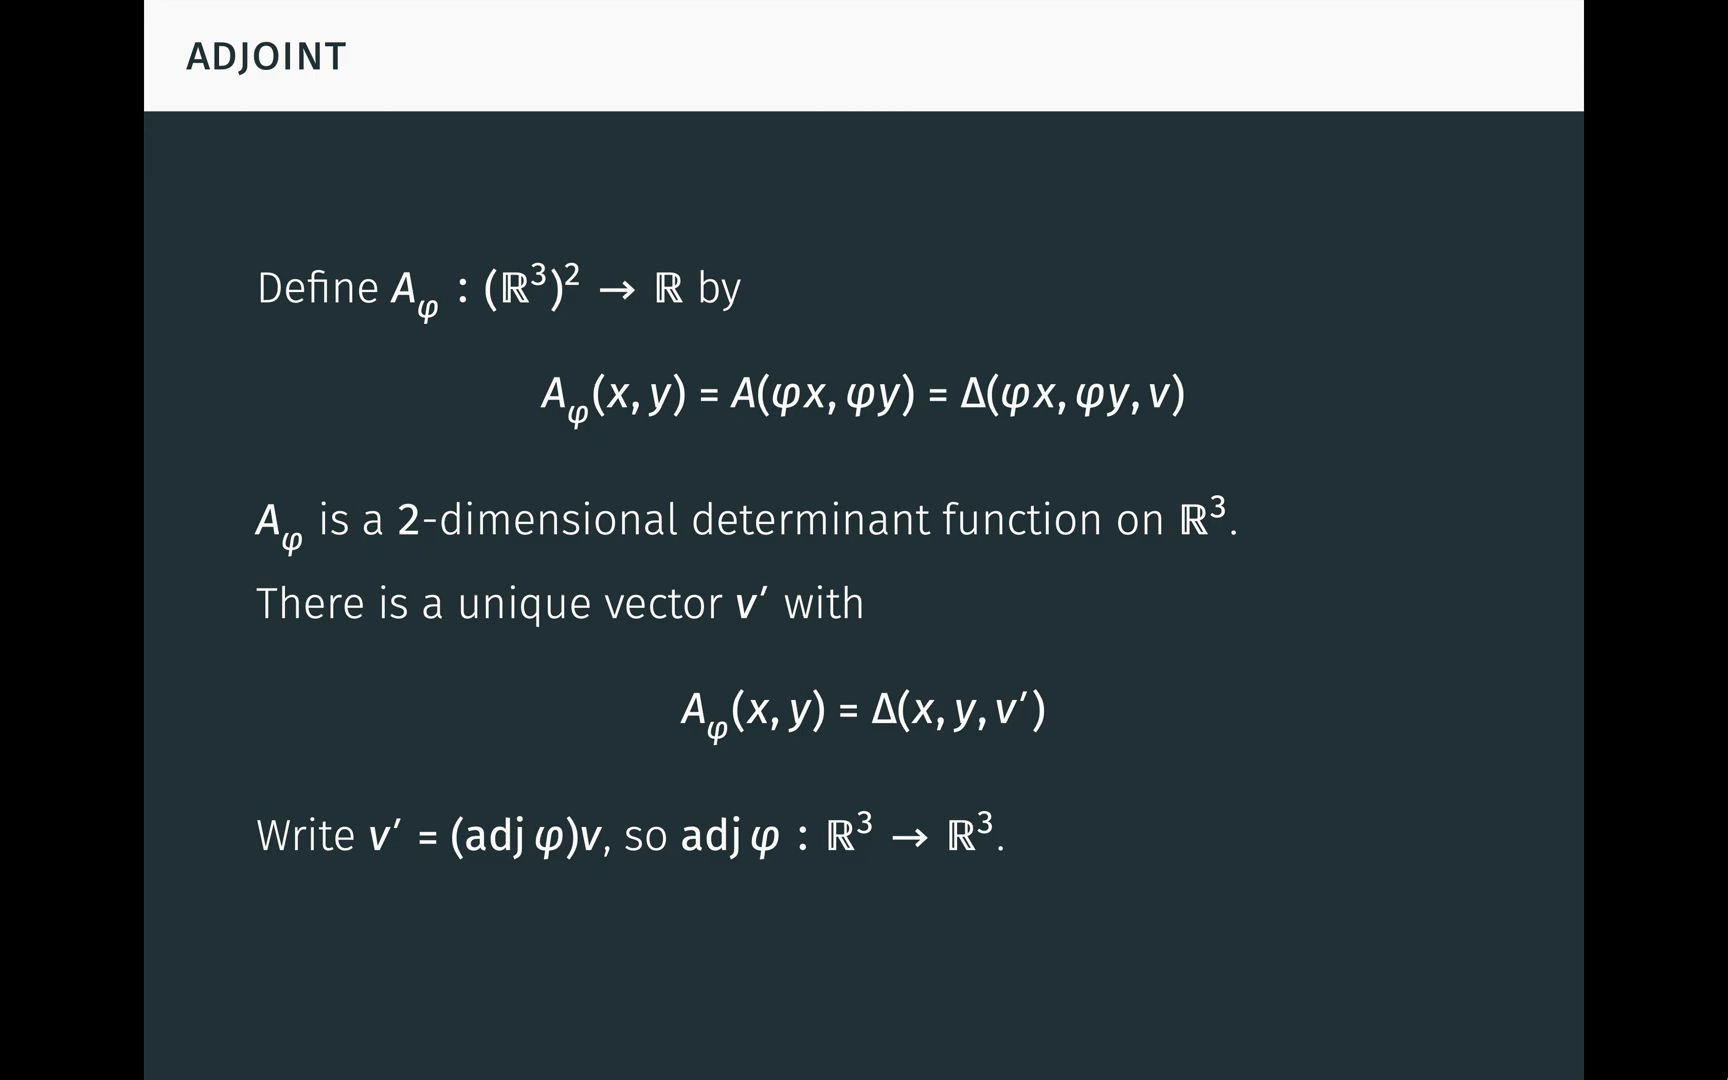 ADJOINT
Define A_φ : (ℝ³)² → ℝ by
A_φ(x, y) = A(φx, φy) = Δ(φx, φy, v)
A_φ is a 2-dimensional determinant function on ℝ³.
There is a unique vector v′ with
A_φ(x, y) = Δ(x, y, v′)
Write v′ = (adj φ)v, so adj φ : ℝ³ → ℝ³.